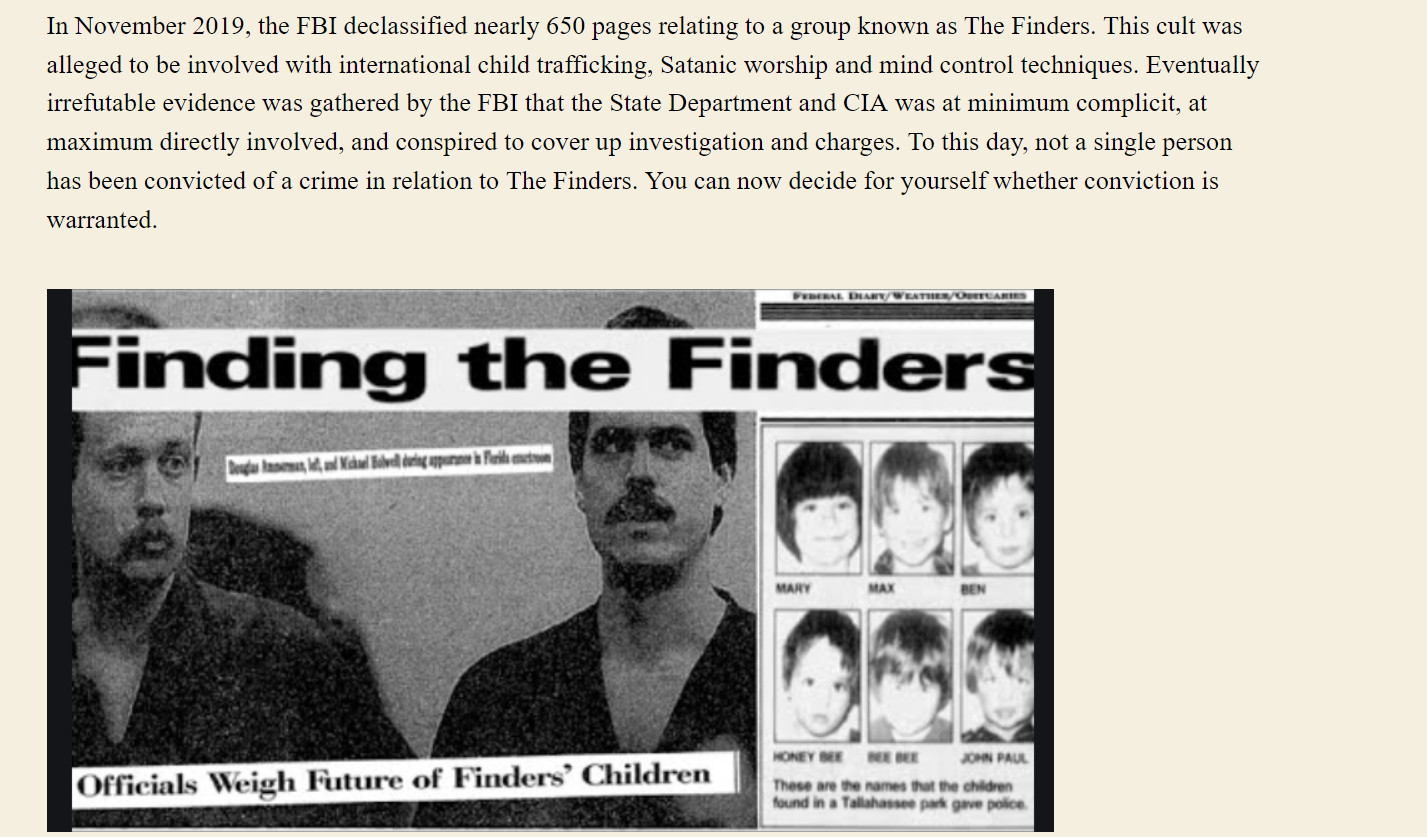 In November 2019, the FBI declassified nearly 650 pages relating to a group known as The Finders. This cult was
alleged to be involved with international child trafficking, Satanic worship and mind control techniques. Eventually
irrefutable evidence was gathered by the FBI that the State Department and CIA was at minimum complicit, at
maximum directly involved, and conspired to cover up investigation and charges. To this day, not a single person
has been convicted of a crime in relation to The Finders. You can now decide for yourself whether conviction is
warranted.
FEDERAL DIARY/WEATHER/OBITUARIES
Finding the Finders
Douglas Ammerman, left, and Michael Holwell during appearance in Florida courtroom
MARY MAX BEN
HONEY BEE BEE BEE JOHN PAUL
Officials Weigh Future of Finders' Children
These are the names that the children
found in a Tallahassee park gave police.